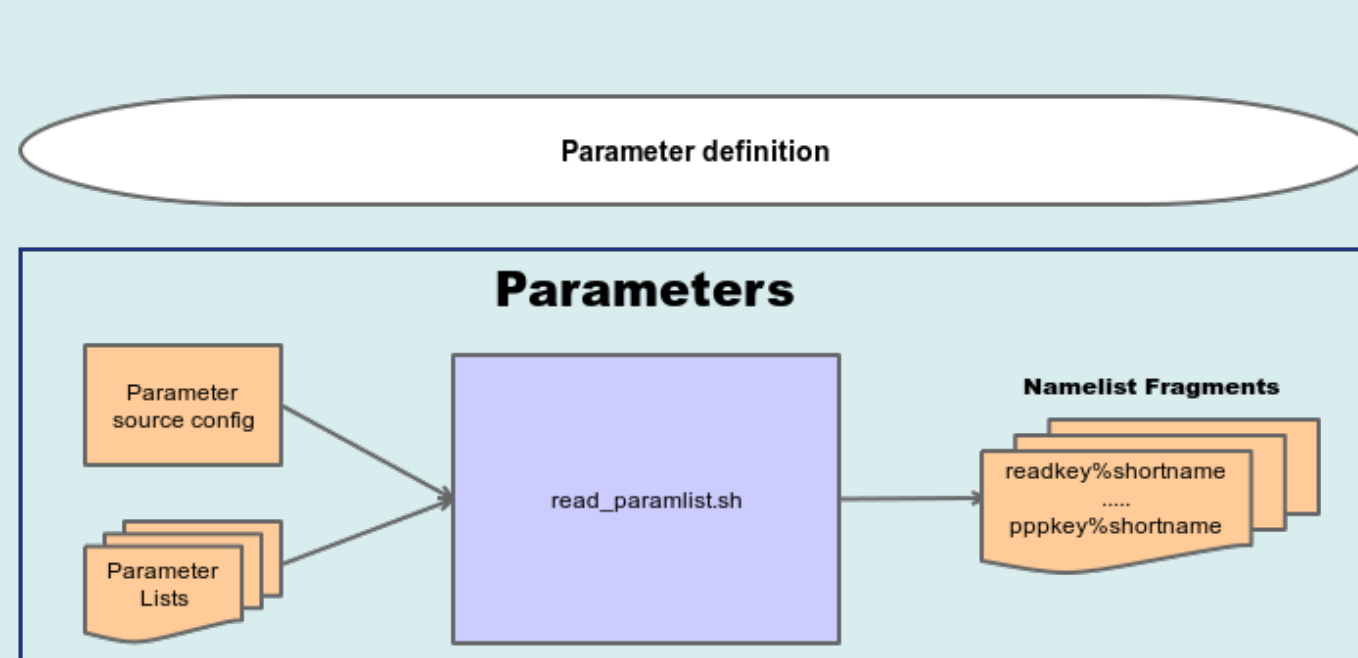 Parameter definition
Parameters
Parameter
source config
Parameter
Lists
read_paramlist.sh
Namelist Fragments
readkey%shortname
.....
pppkey%shortname